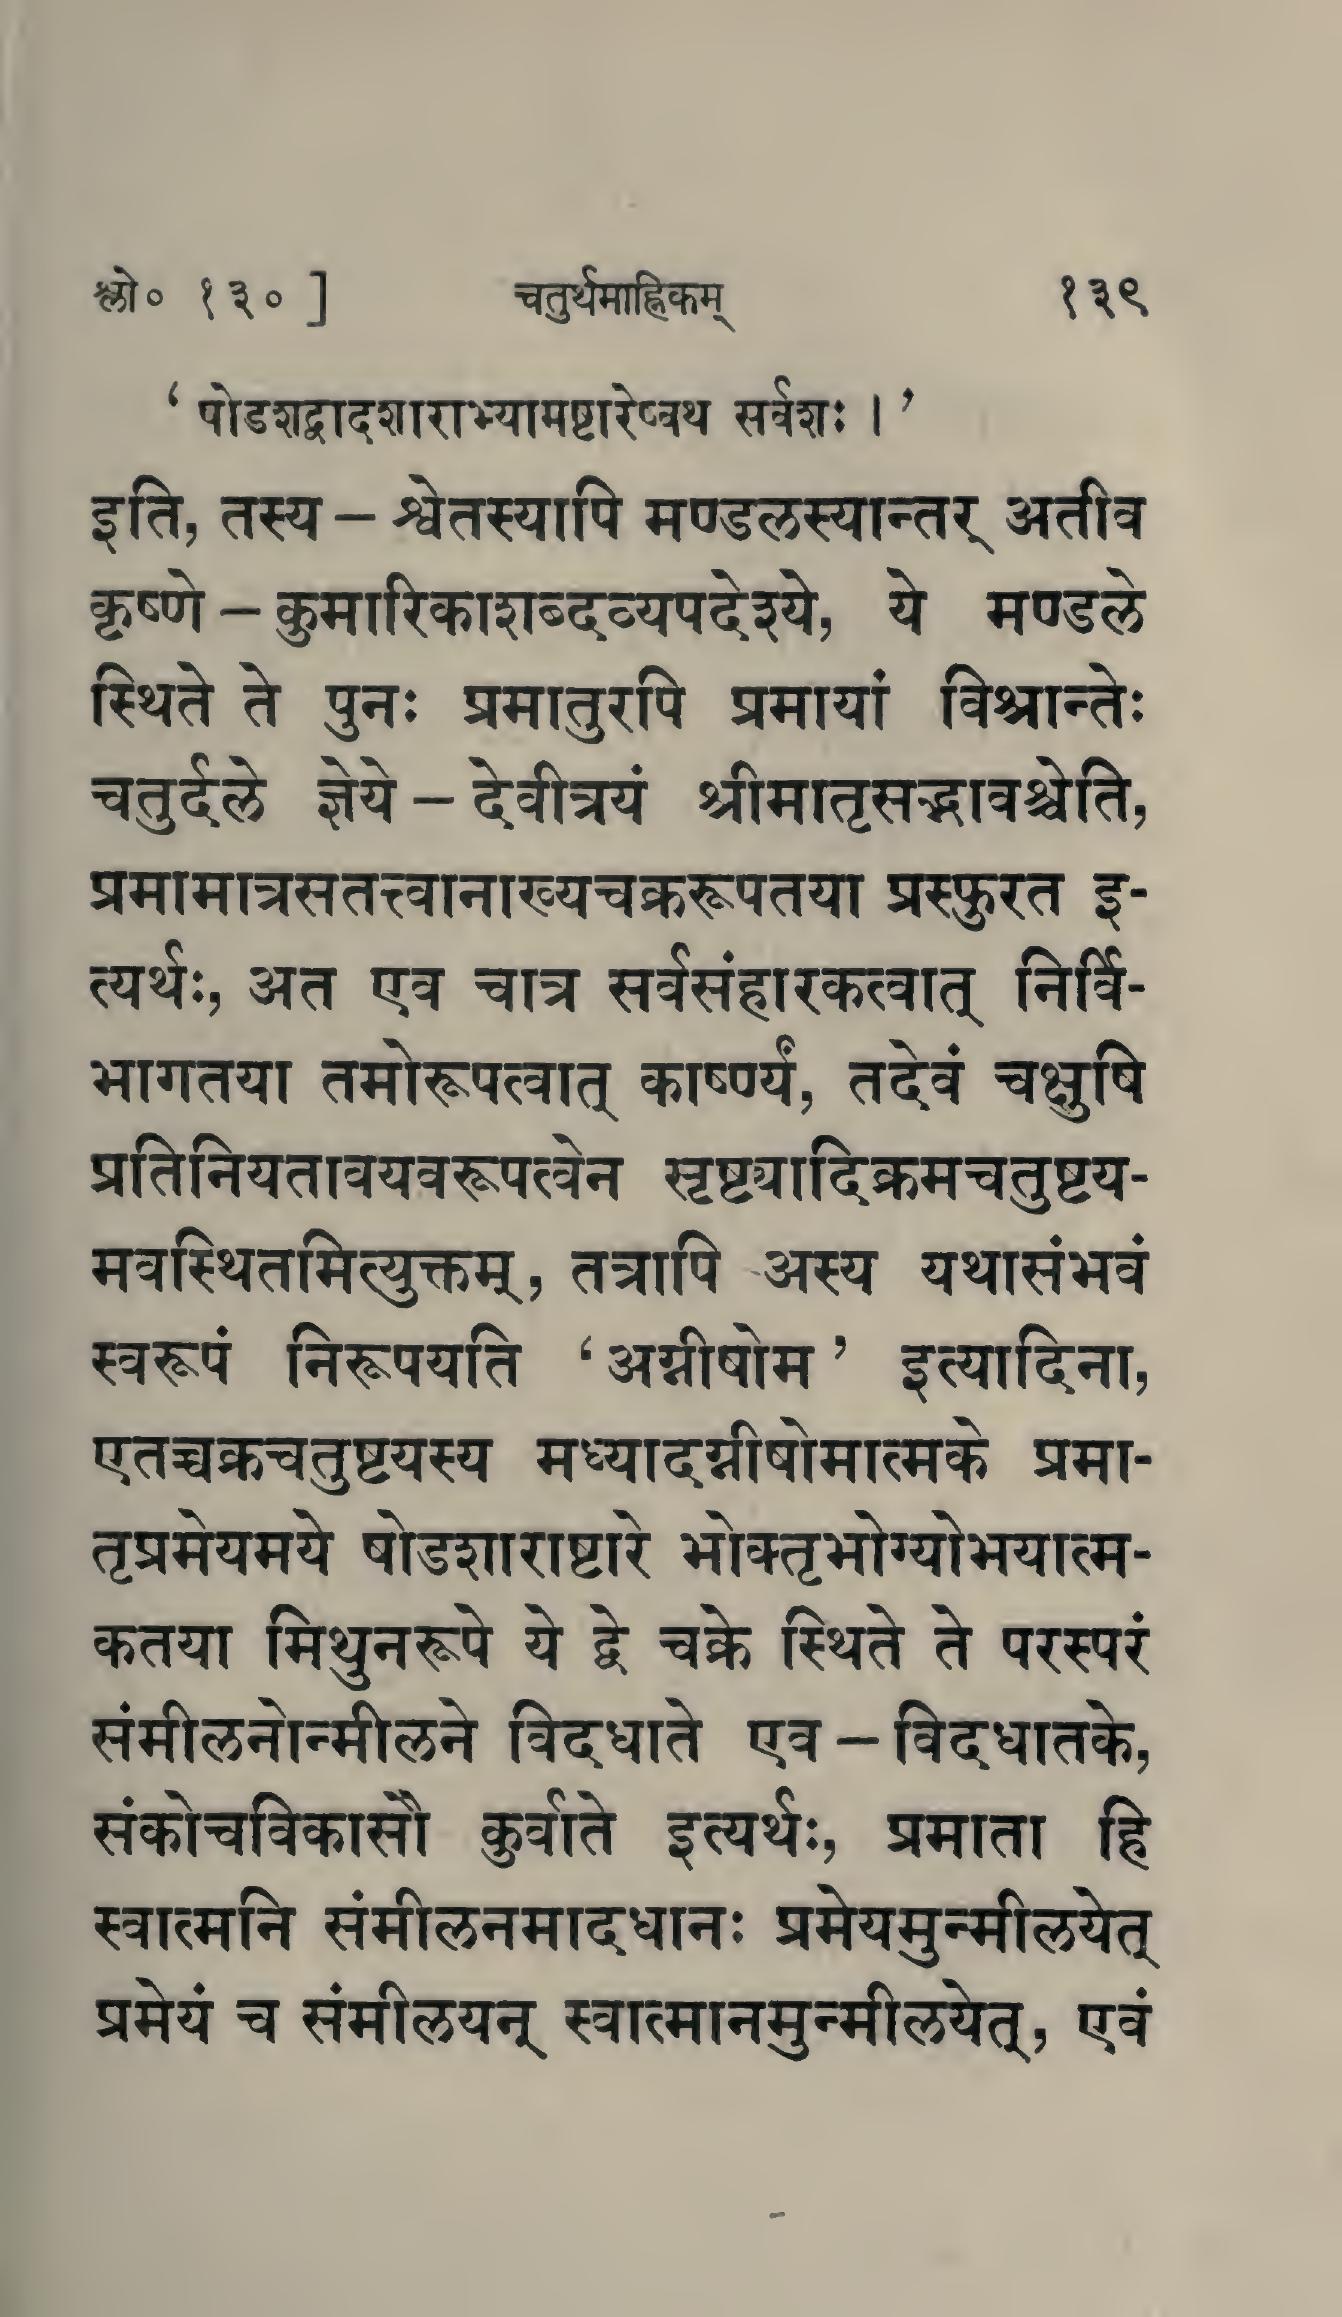 श्लो० १३० ] चतुर्थमाह्निकम् १३९
‘ षोडशद्वादशाराभ्यामष्टारेष्वथ सर्वशः । ’
इति, तस्य – श्वेतस्यापि मण्डलस्यान्तर् अतीव
कृष्णे – कुमारिकाशब्दव्यपदेश्ये, ये मण्डले
स्थिते ते पुनः प्रमातुरपि प्रमायां विश्रान्तेः
चतुर्दले ज्ञेये – देवीत्रयं श्रीमातृसद्भावश्चेति,
प्रमामात्रसतत्त्वानाख्यचक्ररूपतया प्रस्फुरत इ-
त्यर्थः, अत एव चात्र सर्वसंहारकत्वात् निर्वि-
भागतया तमोरूपत्वात् कार्ष्ण्यं, तदेवं चक्षुषि
प्रतिनियतावयवरूपत्वेन सृष्ट्यादिक्रमचतुष्टय-
मवस्थितमित्युक्तम्, तत्रापि अस्य यथासंभवं
स्वरूपं निरूपयति ‘ अग्नीषोम ’ इत्यादिना,
एतच्चक्रचतुष्टयस्य मध्यादग्नीषोमात्मके प्रमा-
तृप्रमेयमये षोडशाराष्टारे भोक्तृभोग्योभयात्म-
कतया मिथुनरूपे ये द्वे चक्रे स्थिते ते परस्परं
संमीलनोन्मीलने विदधाते एव – विदधातके,
संकोचविकासौ कुर्वाते इत्यर्थः, प्रमाता हि
स्वात्मनि संमीलनमादधानः प्रमेयमुन्मीलयेत्
प्रमेयं च संमीलयन् स्वात्मानमुन्मीलयेत्, एवं